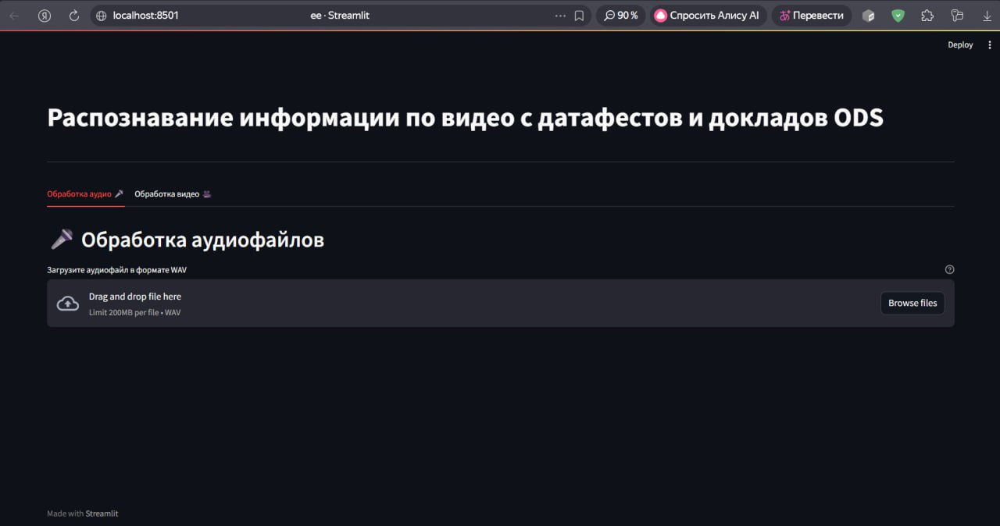 localhost:8501
ee · Streamlit
90 %
Спросить Алису AI
Перевести
Deploy
Распознавание информации по видео с датафестов и докладов ODS
Обработка аудио
Обработка видео
Обработка аудиофайлов
Загрузите аудиофайл в формате WAV
Drag and drop file here
Limit 200MB per file • WAV
Browse files
Made with Streamlit